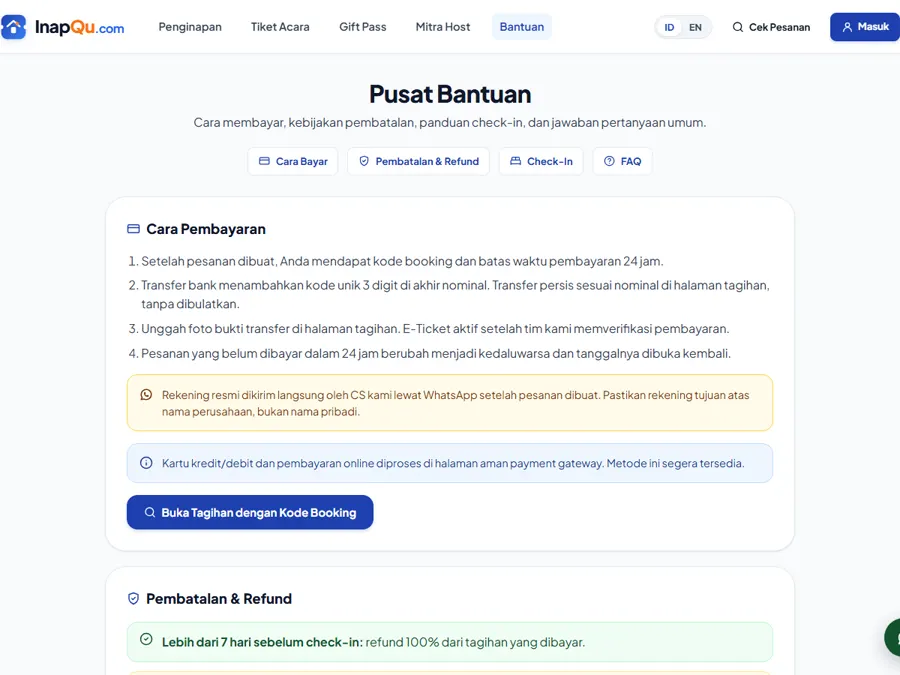 InapQu.com
Penginapan
Tiket Acara
Gift Pass
Mitra Host
Bantuan
ID EN
Cek Pesanan
Masuk
Pusat Bantuan
Cara membayar, kebijakan pembatalan, panduan check-in, dan jawaban pertanyaan umum.
Cara Bayar
Pembatalan & Refund
Check-In
FAQ
Cara Pembayaran
1. Setelah pesanan dibuat, Anda mendapat kode booking dan batas waktu pembayaran 24 jam.
2. Transfer bank menambahkan kode unik 3 digit di akhir nominal. Transfer persis sesuai nominal di halaman tagihan,
tanpa dibulatkan.
3. Unggah foto bukti transfer di halaman tagihan. E-Ticket aktif setelah tim kami memverifikasi pembayaran.
4. Pesanan yang belum dibayar dalam 24 jam berubah menjadi kedaluwarsa dan tanggalnya dibuka kembali.
Rekening resmi dikirim langsung oleh CS kami lewat WhatsApp setelah pesanan dibuat. Pastikan rekening tujuan atas
nama perusahaan, bukan nama pribadi.
Kartu kredit/debit dan pembayaran online diproses di halaman aman payment gateway. Metode ini segera tersedia.
Buka Tagihan dengan Kode Booking
Pembatalan & Refund
Lebih dari 7 hari sebelum check-in: refund 100% dari tagihan yang dibayar.